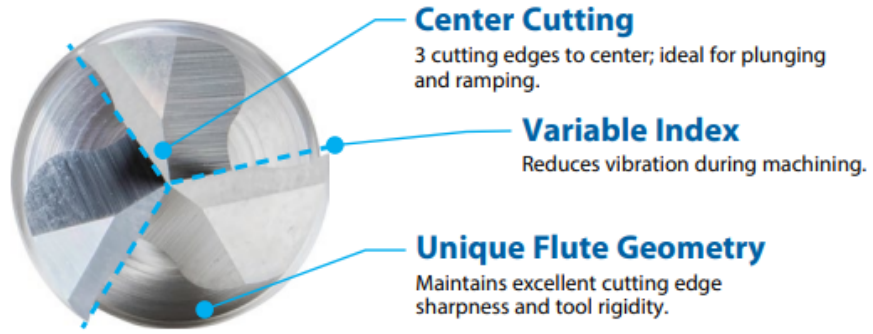 Center Cutting
3 cutting edges to center; ideal for plunging
and ramping.
Variable Index
Reduces vibration during machining.
Unique Flute Geometry
Maintains excellent cutting edge
sharpness and tool rigidity.